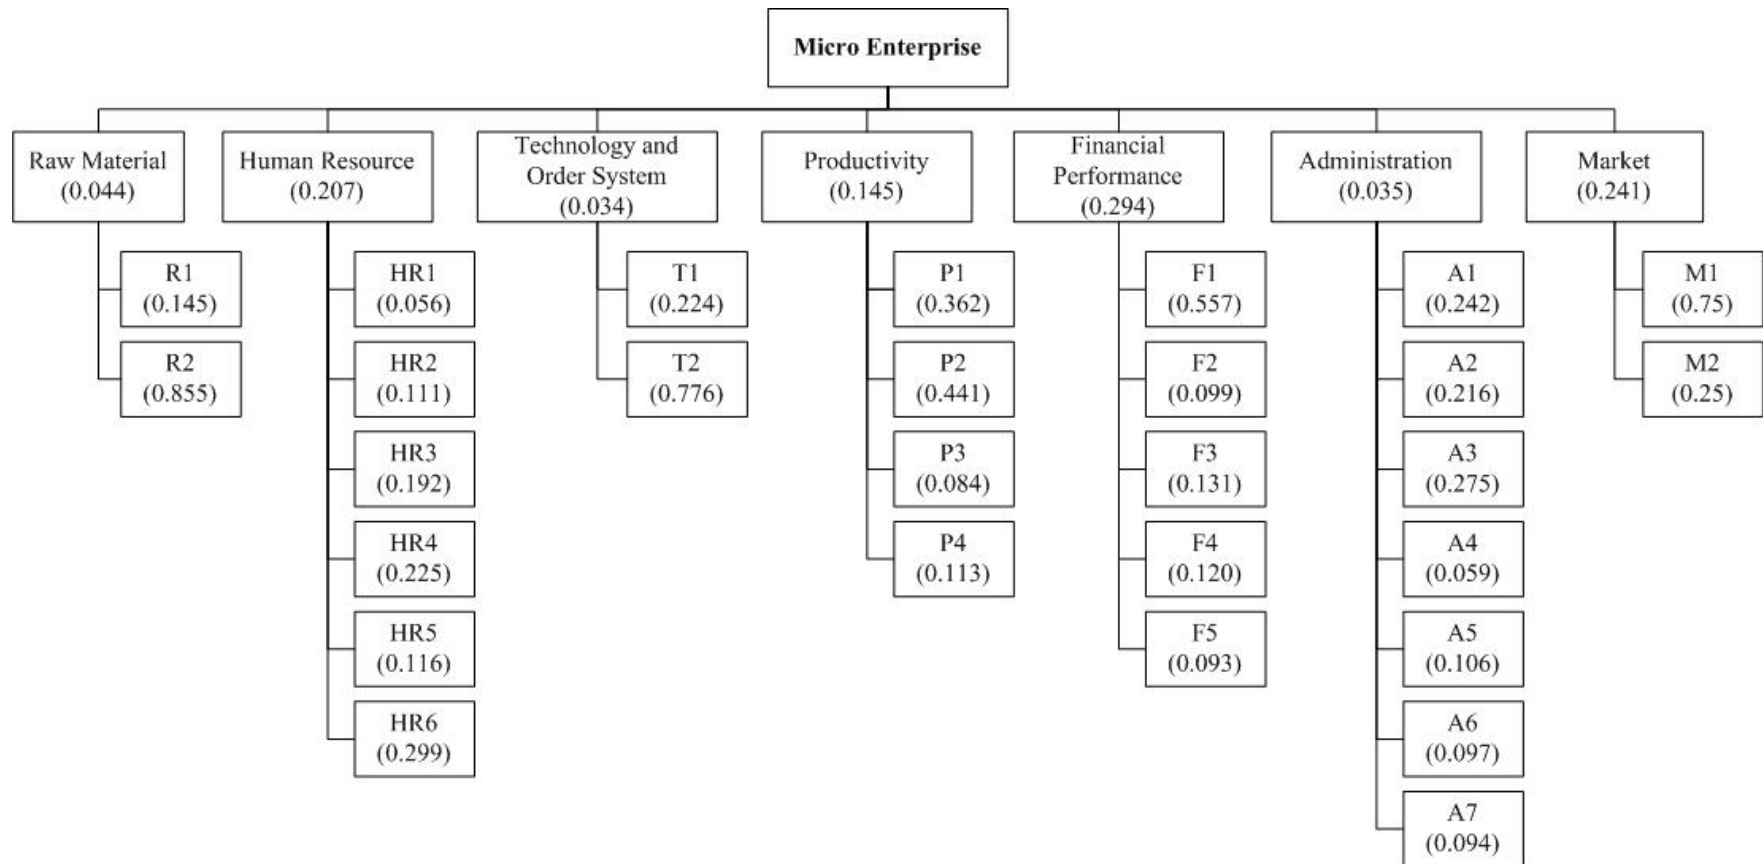 Micro Enterprise
Raw Material
(0.044)
Human Resource
(0.207)
Technology and
Order System
(0.034)
Productivity
(0.145)
Financial
Performance
(0.294)
Administration
(0.035)
Market
(0.241)
R1
(0.145)
R2
(0.855)
HR1
(0.056)
HR2
(0.111)
HR3
(0.192)
HR4
(0.225)
HR5
(0.116)
HR6
(0.299)
T1
(0.224)
T2
(0.776)
P1
(0.362)
P2
(0.441)
P3
(0.084)
P4
(0.113)
F1
(0.557)
F2
(0.099)
F3
(0.131)
F4
(0.120)
F5
(0.093)
A1
(0.242)
A2
(0.216)
A3
(0.275)
A4
(0.059)
A5
(0.106)
A6
(0.097)
A7
(0.094)
M1
(0.75)
M2
(0.25)